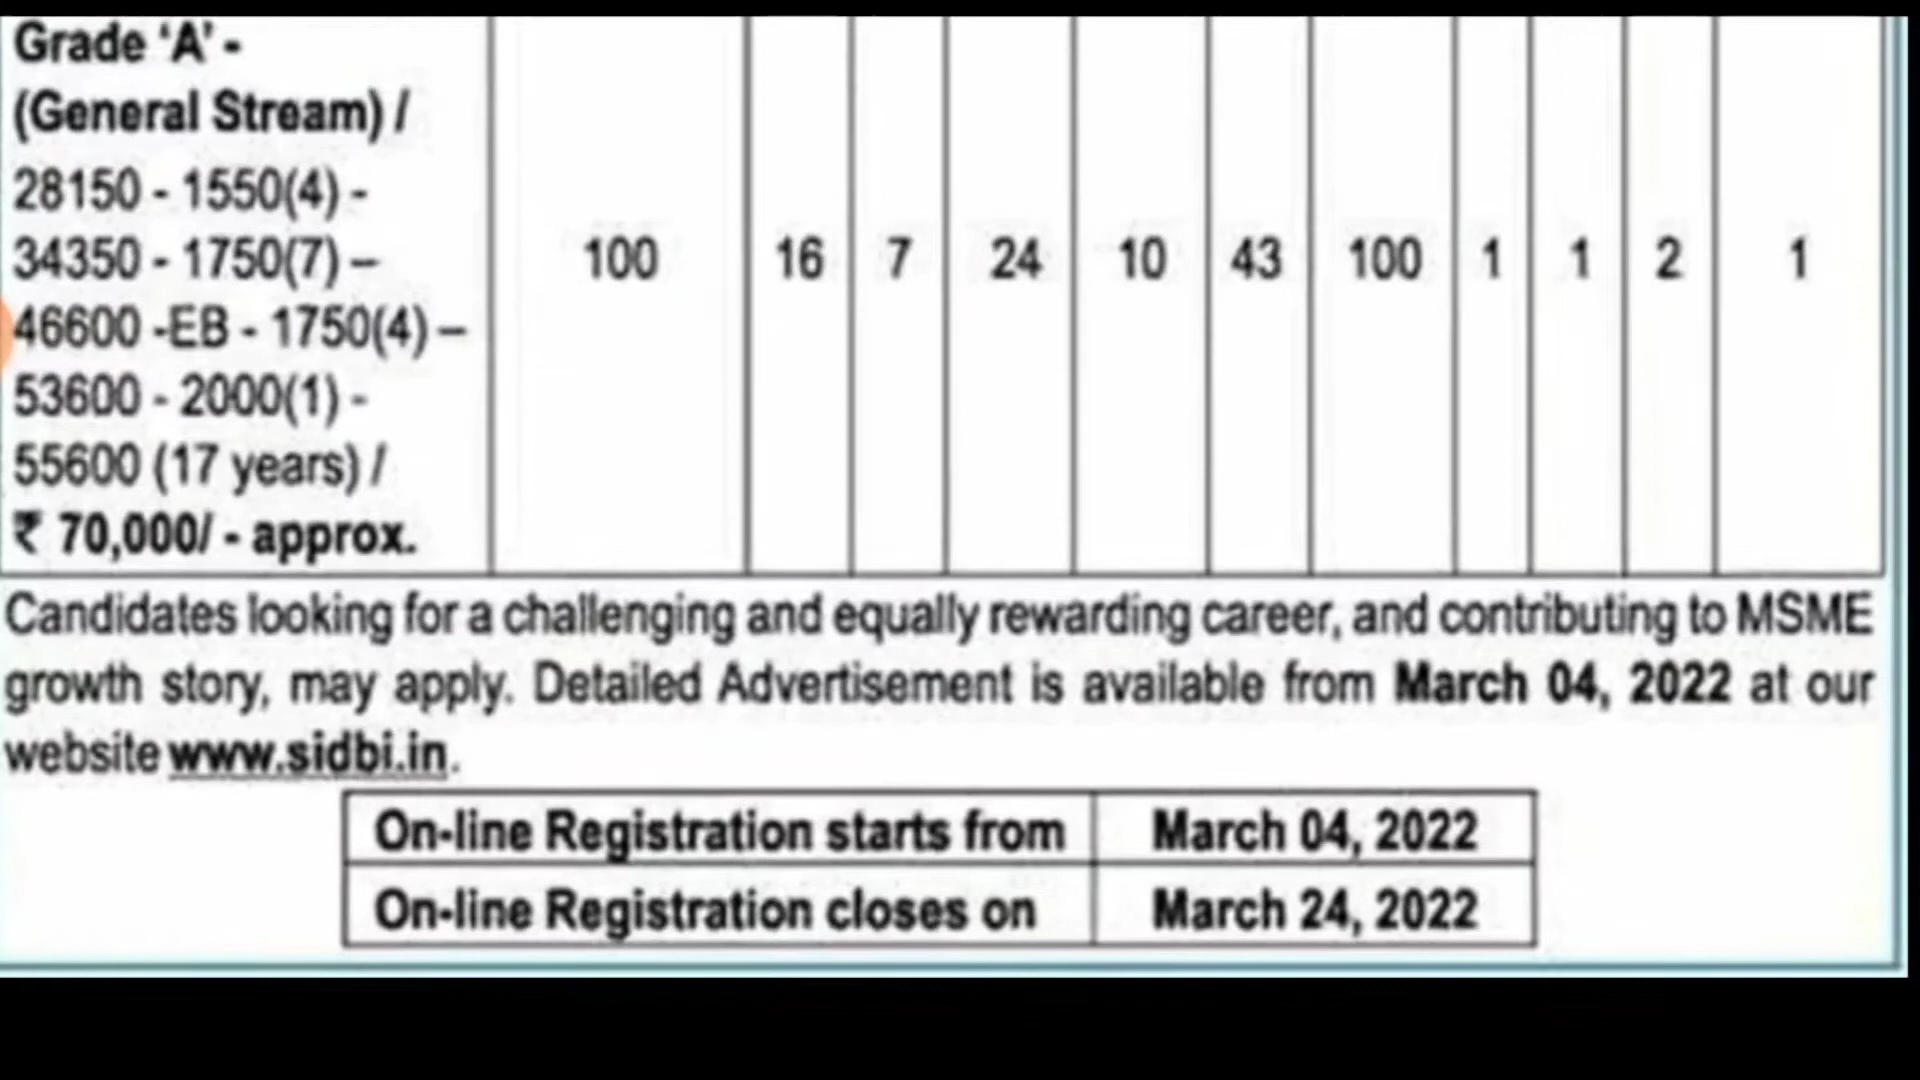 Grade ‘A’ -
(General Stream) /
28150 - 1550(4) -
34350 - 1750(7) –
46600 -EB - 1750(4) –
53600 - 2000(1) -
55600 (17 years) /
₹ 70,000/ - approx.
100 16 7 24 10 43 100 1 1 2 1
Candidates looking for a challenging and equally rewarding career, and contributing to MSME
growth story, may apply. Detailed Advertisement is available from March 04, 2022 at our
website www.sidbi.in.
On-line Registration starts from March 04, 2022
On-line Registration closes on March 24, 2022